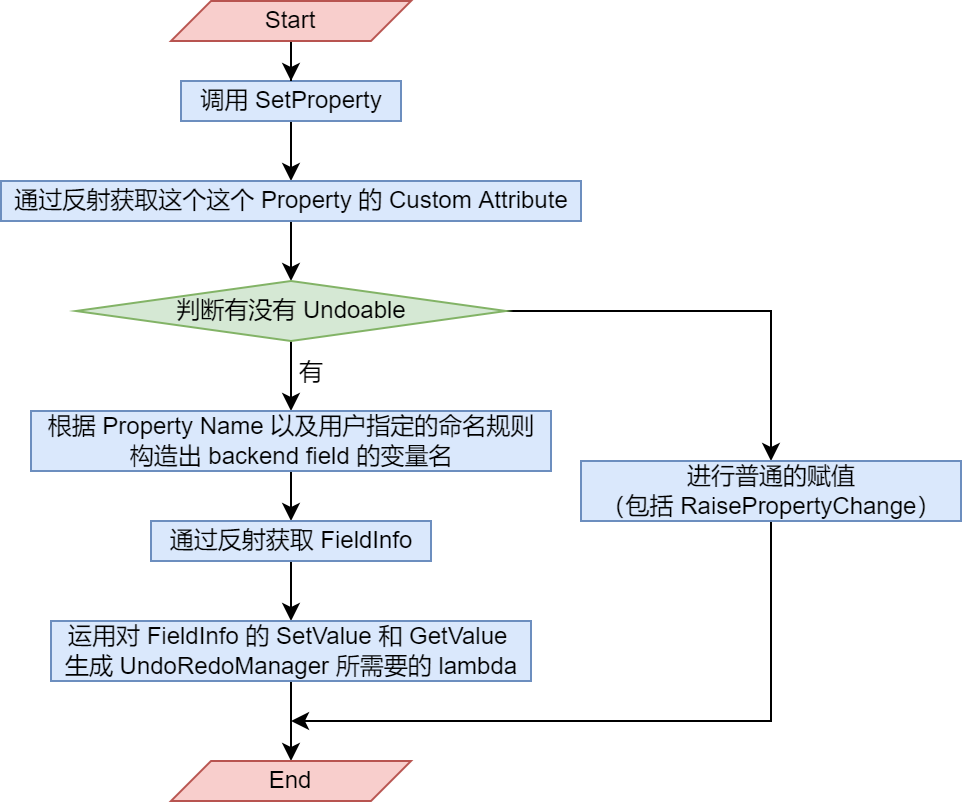 Start
调用 SetProperty
通过反射获取这个这个 Property 的 Custom Attribute
判断有没有 Undoable
有
根据 Property Name 以及用户指定的命名规则
构造出 backend field 的变量名
进行普通的赋值
（包括 RaisePropertyChange）
通过反射获取 FieldInfo
运用对 FieldInfo 的 SetValue 和 GetValue
生成 UndoRedoManager 所需要的 lambda
End